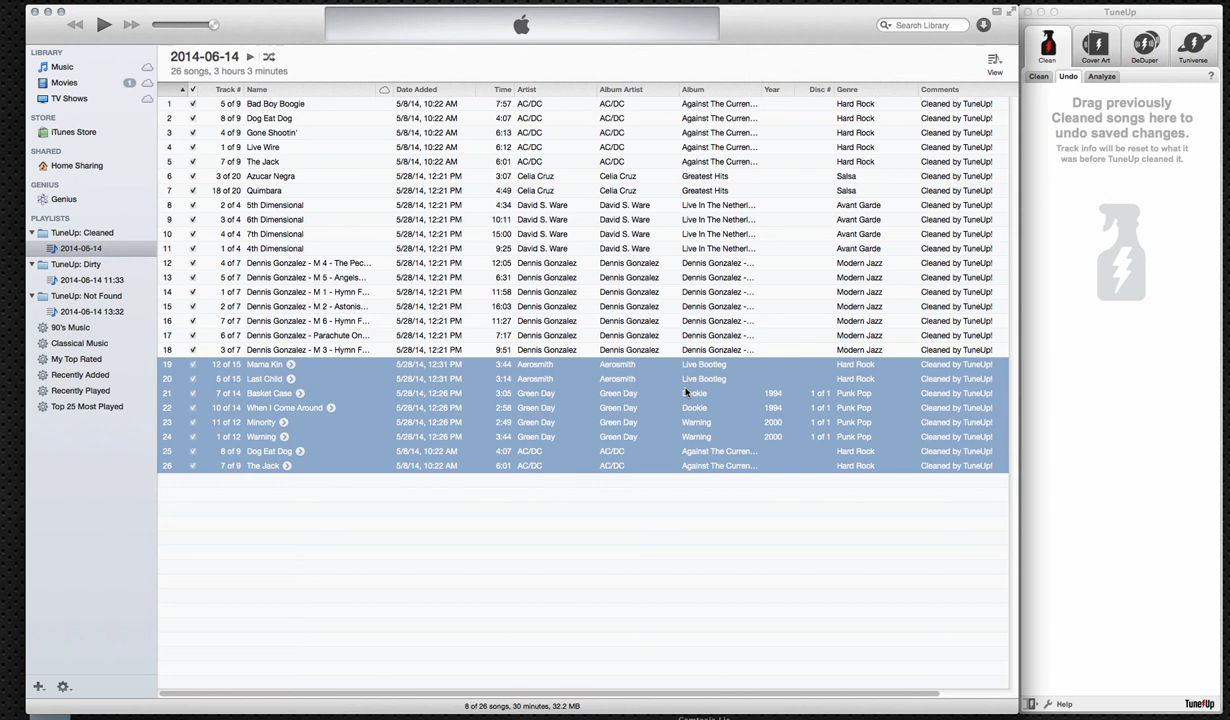 Search Library
TuneUp
LIBRARY
Music
Movies 1
TV Shows
STORE
iTunes Store
SHARED
Home Sharing
GENIUS
Genius
PLAYLISTS
TuneUp: Cleaned
2014-06-14
TuneUp: Dirty
2014-06-14 11:33
TuneUp: Not Found
2014-06-14 13:32
90's Music
Classical Music
My Top Rated
Recently Added
Recently Played
Top 25 Most Played
2014-06-14
26 songs, 3 hours 3 minutes
View
Track # Name Date Added Time Artist Album Artist Album Year Disc # Genre Comments
1 5 of 9 Bad Boy Boogie 5/8/14, 10:22 AM 7:57 AC/DC AC/DC Against The Curren... Hard Rock Cleaned by TuneUp!
2 8 of 9 Dog Eat Dog 5/8/14, 10:22 AM 4:07 AC/DC AC/DC Against The Curren... Hard Rock Cleaned by TuneUp!
3 4 of 9 Gone Shootin' 5/8/14, 10:22 AM 6:13 AC/DC AC/DC Against The Curren... Hard Rock Cleaned by TuneUp!
4 1 of 9 Live Wire 5/8/14, 10:22 AM 6:12 AC/DC AC/DC Against The Curren... Hard Rock Cleaned by TuneUp!
5 7 of 9 The Jack 5/8/14, 10:22 AM 6:01 AC/DC AC/DC Against The Curren... Hard Rock Cleaned by TuneUp!
6 3 of 20 Azucar Negra 5/28/14, 12:21 PM 3:07 Celia Cruz Celia Cruz Greatest Hits Salsa Cleaned by TuneUp!
7 18 of 20 Quimbara 5/28/14, 12:21 PM 4:49 Celia Cruz Celia Cruz Greatest Hits Salsa Cleaned by TuneUp!
8 2 of 4 5th Dimensional 5/28/14, 12:21 PM 4:34 David S. Ware David S. Ware Live In The Netherl... Avant Garde Cleaned by TuneUp!
9 3 of 4 6th Dimensional 5/28/14, 12:21 PM 10:11 David S. Ware David S. Ware Live In The Netherl... Avant Garde Cleaned by TuneUp!
10 4 of 4 7th Dimensional 5/28/14, 12:21 PM 15:00 David S. Ware David S. Ware Live In The Netherl... Avant Garde Cleaned by TuneUp!
11 1 of 4 4th Dimensional 5/28/14, 12:21 PM 9:25 David S. Ware David S. Ware Live In The Netherl... Avant Garde Cleaned by TuneUp!
12 4 of 7 Dennis Gonzalez - M 4 - The Pec... 5/28/14, 12:21 PM 12:05 Dennis Gonzalez Dennis Gonzalez Dennis Gonzalez -... Modern Jazz Cleaned by TuneUp!
13 5 of 7 Dennis Gonzalez - M 5 - Angels... 5/28/14, 12:21 PM 6:31 Dennis Gonzalez Dennis Gonzalez Dennis Gonzalez -... Modern Jazz Cleaned by TuneUp!
14 1 of 7 Dennis Gonzalez - M 1 - Hymn F... 5/28/14, 12:21 PM 11:58 Dennis Gonzalez Dennis Gonzalez Dennis Gonzalez -... Modern Jazz Cleaned by TuneUp!
15 2 of 7 Dennis Gonzalez - M 2 - Astonis... 5/28/14, 12:21 PM 16:03 Dennis Gonzalez Dennis Gonzalez Dennis Gonzalez -... Modern Jazz Cleaned by TuneUp!
16 7 of 7 Dennis Gonzalez - M 6 - Hymn F... 5/28/14, 12:21 PM 11:27 Dennis Gonzalez Dennis Gonzalez Dennis Gonzalez -... Modern Jazz Cleaned by TuneUp!
17 6 of 7 Dennis Gonzalez - Parachute On... 5/28/14, 12:21 PM 7:17 Dennis Gonzalez Dennis Gonzalez Dennis Gonzalez -... Modern Jazz Cleaned by TuneUp!
18 3 of 7 Dennis Gonzalez - M 3 - Hymn F... 5/28/14, 12:21 PM 9:51 Dennis Gonzalez Dennis Gonzalez Dennis Gonzalez -... Modern Jazz Cleaned by TuneUp!
19 12 of 15 Mama Kin 5/28/14, 12:31 PM 3:44 Aerosmith Aerosmith Live Bootleg Hard Rock Cleaned by TuneUp!
20 5 of 15 Last Child 5/28/14, 12:31 PM 3:14 Aerosmith Aerosmith Live Bootleg Hard Rock Cleaned by TuneUp!
21 7 of 14 Basket Case 5/28/14, 12:26 PM 3:05 Green Day Green Day Dookie 1994 1 of 1 Punk Pop Cleaned by TuneUp!
22 10 of 14 When I Come Around 5/28/14, 12:26 PM 2:58 Green Day Green Day Dookie 1994 1 of 1 Punk Pop Cleaned by TuneUp!
23 11 of 12 Minority 5/28/14, 12:26 PM 2:49 Green Day Green Day Warning 2000 1 of 1 Punk Pop Cleaned by TuneUp!
24 1 of 12 Warning 5/28/14, 12:26 PM 3:44 Green Day Green Day Warning 2000 1 of 1 Punk Pop Cleaned by TuneUp!
25 8 of 9 Dog Eat Dog 5/8/14, 10:22 AM 4:07 AC/DC AC/DC Against The Curren... Hard Rock Cleaned by TuneUp!
26 7 of 9 The Jack 5/8/14, 10:22 AM 6:01 AC/DC AC/DC Against The Curren... Hard Rock Cleaned by TuneUp!
8 of 26 songs, 30 minutes, 32.2 MB
Clean Cover Art DeDuper Tuniverse
Clean Undo Analyze ?
Drag previously
Cleaned songs here to
undo saved changes.
Track info will be reset to what it
was before TuneUp cleaned it.
Help TuneUp